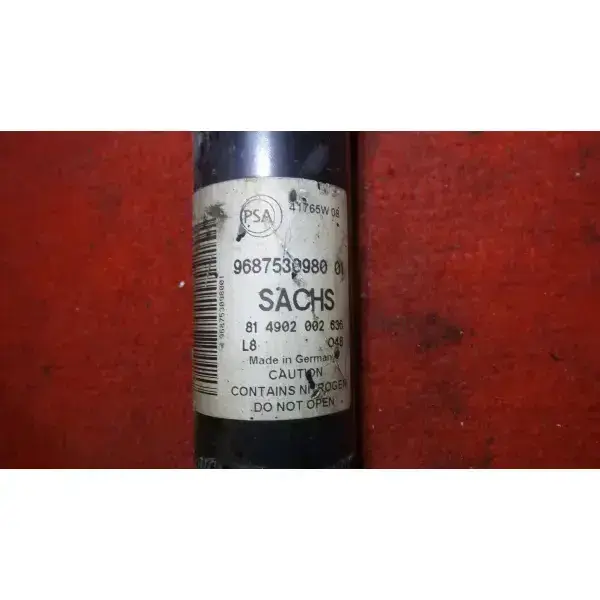 PSA 41765W 08
9687530980 01
SACHS
81 4902 002 636
L8 048
Made in Germany
CAUTION
CONTAINS NITROGEN
DO NOT OPEN